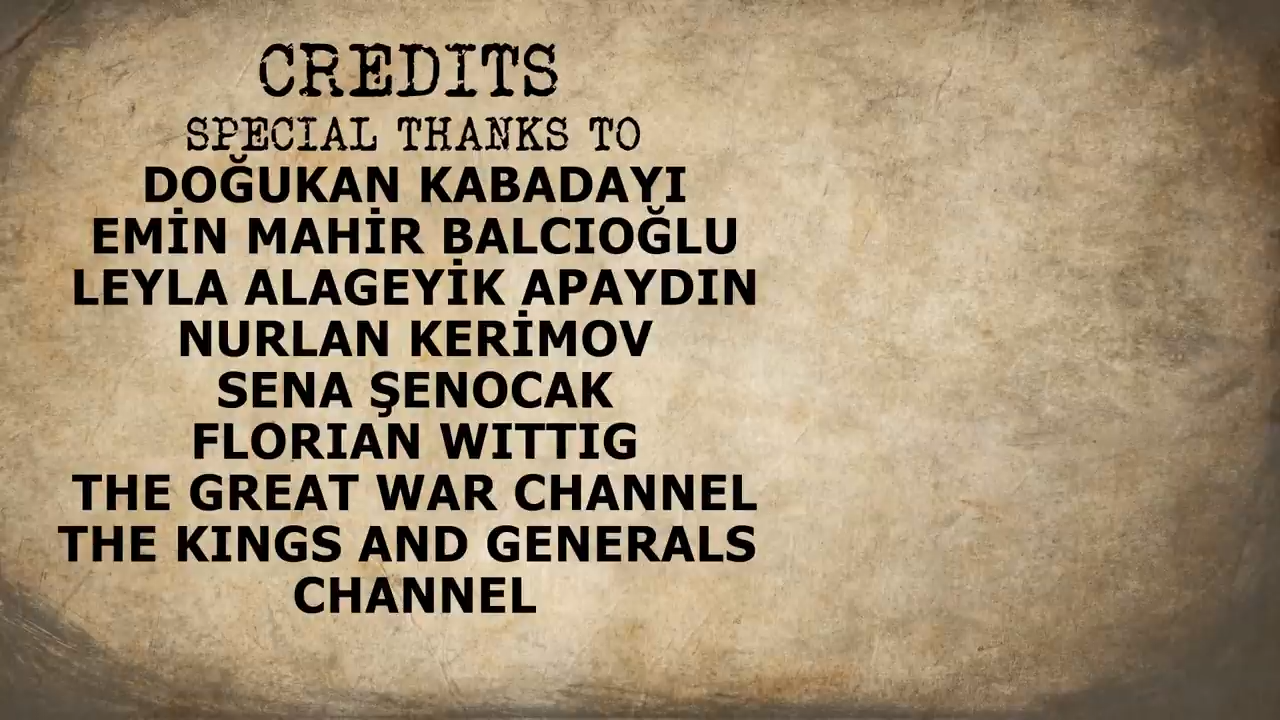 CREDITS
SPECIAL THANKS TO
DOĞUKAN KABADAYI
EMİN MAHİR BALCIOĞLU
LEYLA ALAGEYİK APAYDIN
NURLAN KERİMOV
SENA ŞENOCAK
FLORIAN WITTIG
THE GREAT WAR CHANNEL
THE KINGS AND GENERALS
CHANNEL